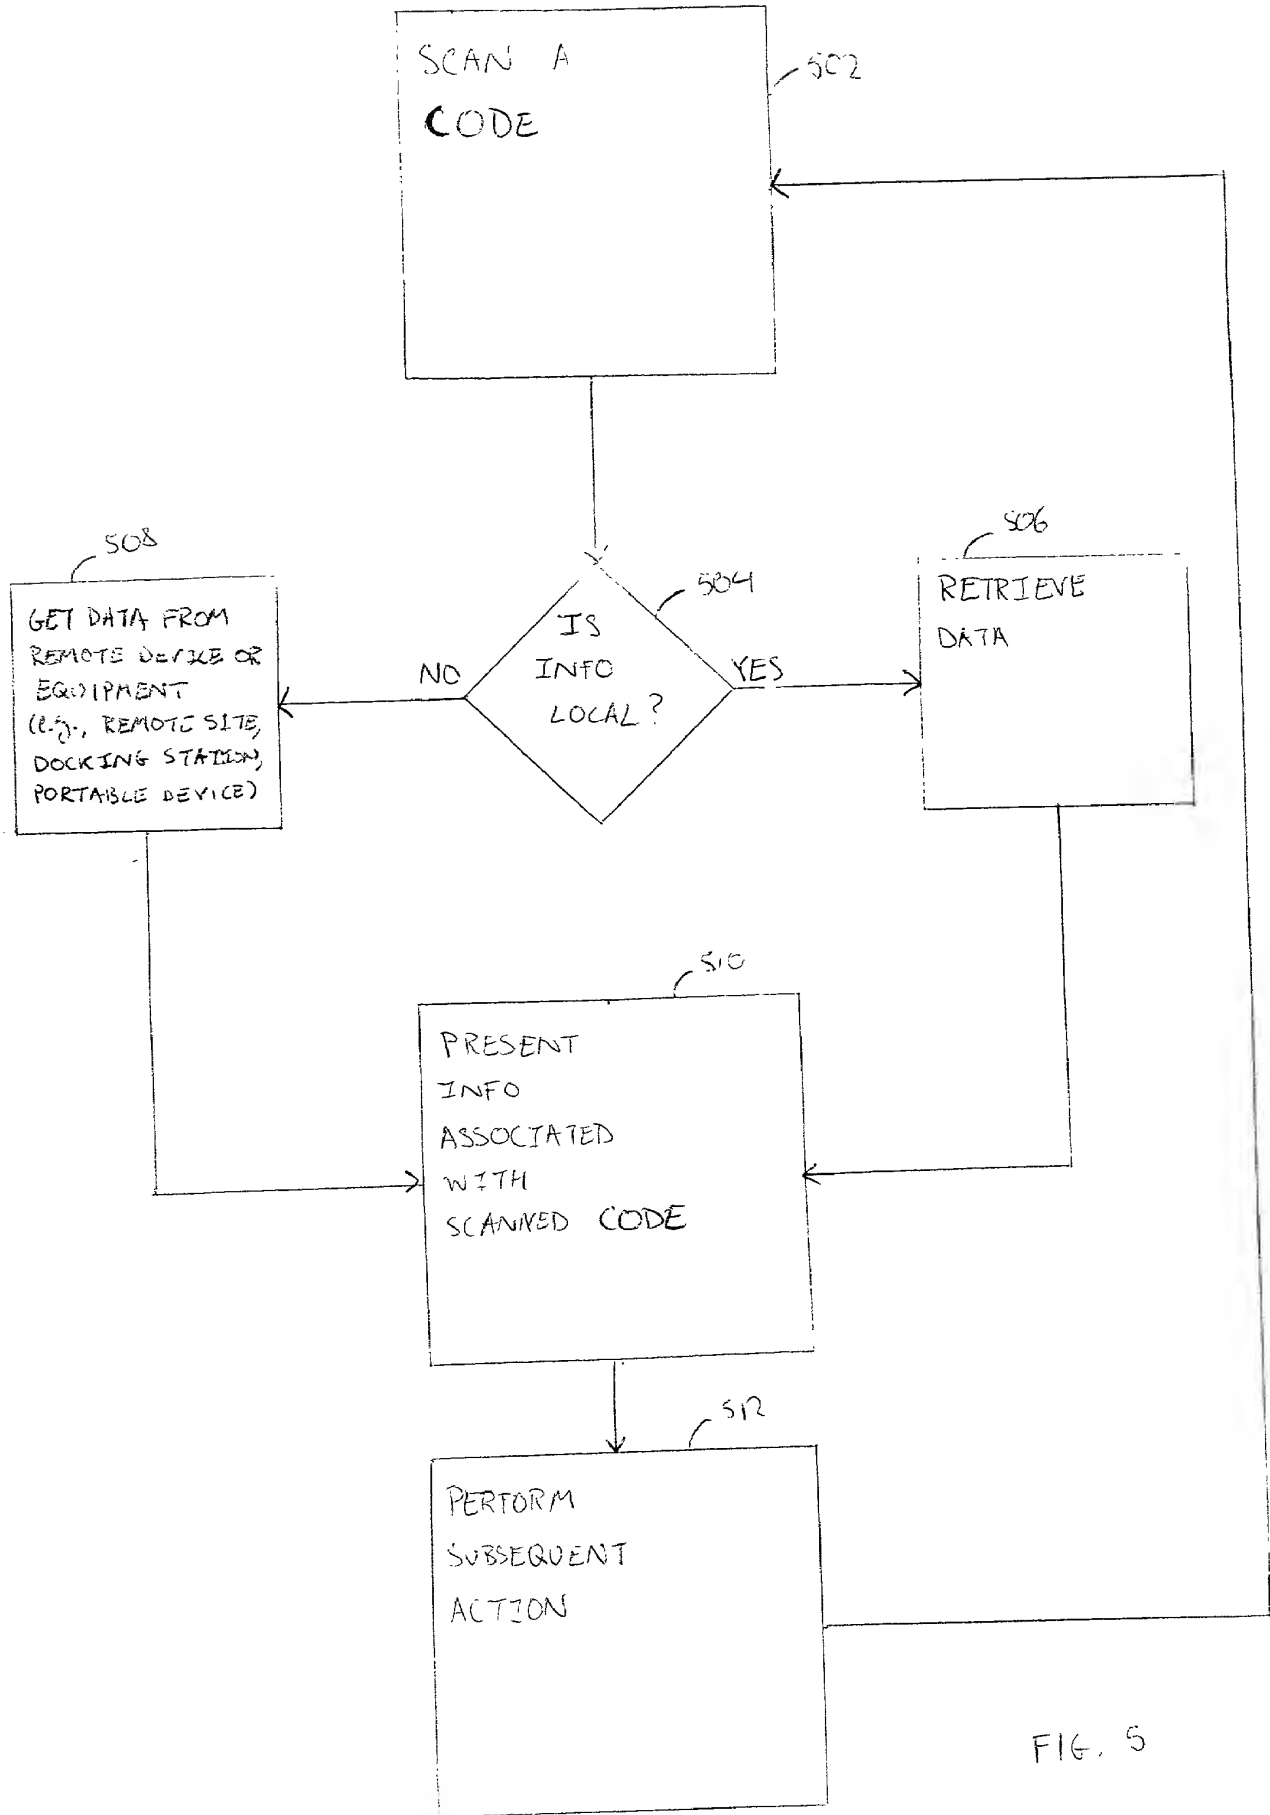 SCAN A
CODE
502
508
GET DATA FROM
REMOTE DEVICE OR
EQUIPMENT
(e.g., REMOTE SITE,
DOCKING STATION,
PORTABLE DEVICE)
504
IS
INFO
LOCAL?
NO
YES
506
RETRIEVE
DATA
510
PRESENT
INFO
ASSOCIATED
WITH
SCANNED CODE
512
PERFORM
SUBSEQUENT
ACTION
FIG. 5